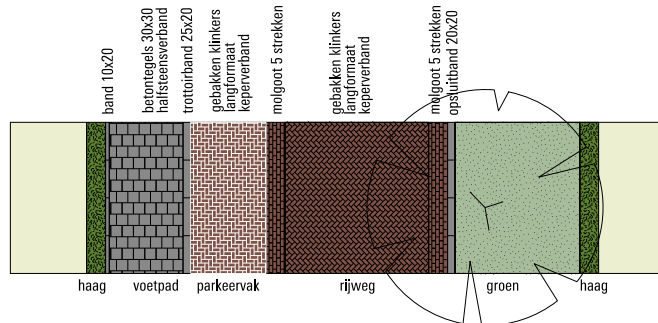 band 10x20
betontegels 30x30
halfsteensverband
trottoirband 25x20
gebakken klinkers
langformaat
keperverband
molgoot 5 strekken
gebakken klinkers
langformaat
keperverband
molgoot 5 strekken
opsluitband 20x20
haag
voetpad
parkeervak
rijweg
groen
haag